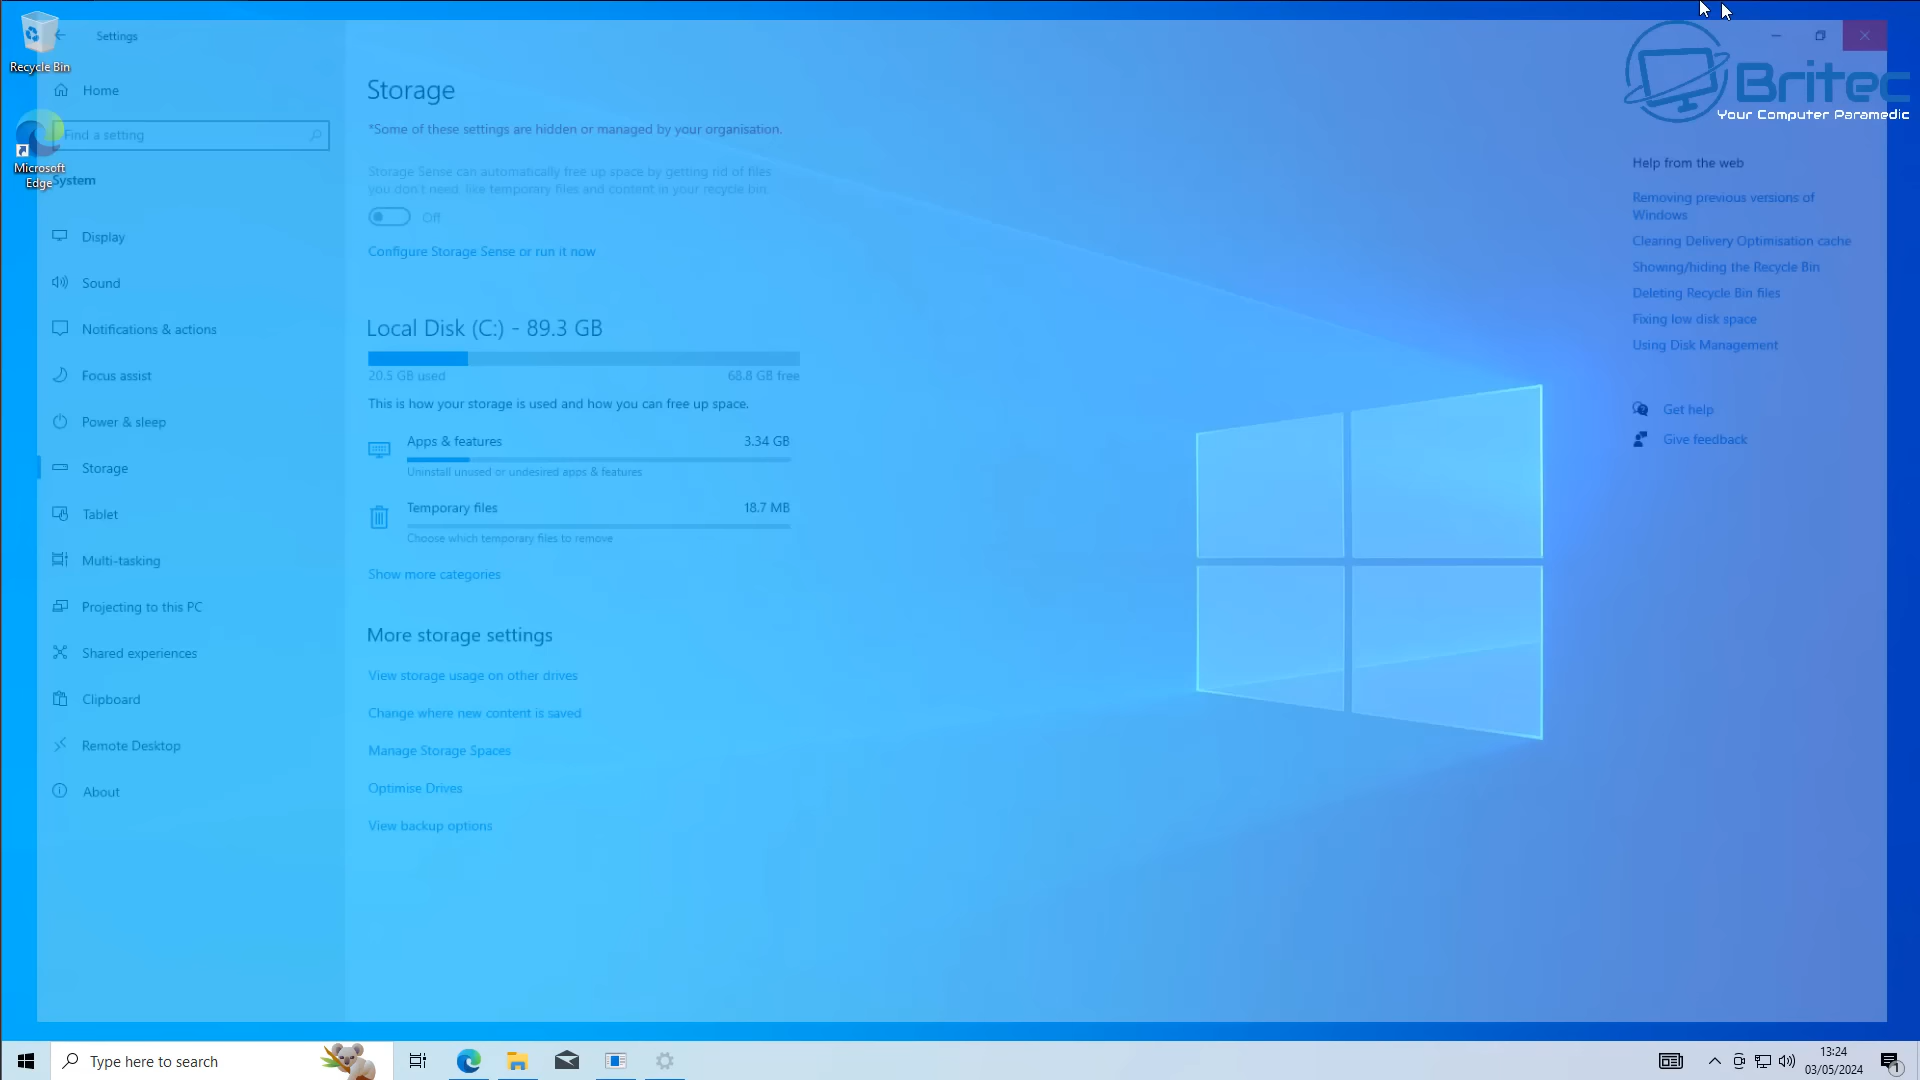 Recycle Bin
Microsoft
Edge
Settings
Home
Find a setting
System
Display
Sound
Notifications & actions
Focus assist
Power & sleep
Storage
Tablet
Multi-tasking
Projecting to this PC
Shared experiences
Clipboard
Remote Desktop
About
Storage
*Some of these settings are hidden or managed by your organisation.
Storage Sense can automatically free up space by getting rid of files
you don't need, like temporary files and content in your recycle bin
Off
Configure Storage Sense or run it now
Local Disk (C:) - 89.3 GB
20.5 GB used 68.8 GB free
This is how your storage is used and how you can free up space.
Apps & features 3.34 GB
Uninstall unused or undesired apps & features
Temporary files 18.7 MB
Choose which temporary files to remove
Show more categories
More storage settings
View storage usage on other drives
Change where new content is saved
Manage Storage Spaces
Optimise Drives
View backup options
Britec
Your Computer Paramedic
Help from the web
Removing previous versions of
Windows
Clearing Delivery Optimisation cache
Showing/hiding the Recycle Bin
Deleting Recycle Bin files
Fixing low disk space
Using Disk Management
Get help
Give feedback
Type here to search
13:24
03/05/2024
1